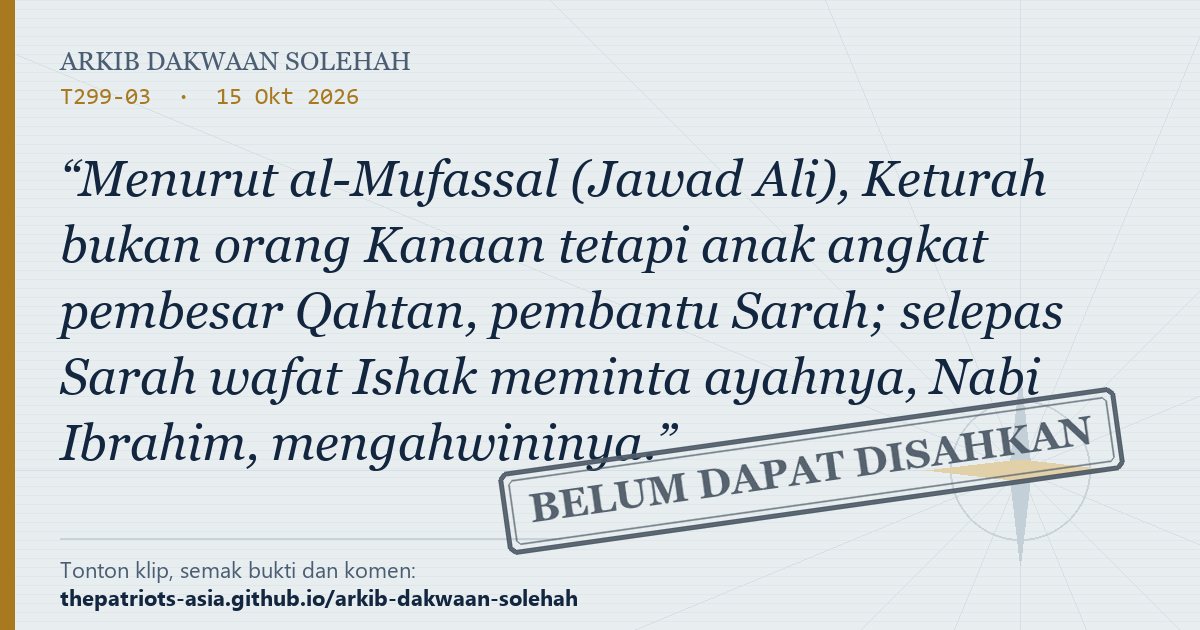 ARKIB DAKWAAN SOLEHAH
T299-03 · 15 Okt 2026
“Menurut al-Mufassal (Jawad Ali), Keturah
bukan orang Kanaan tetapi anak angkat
pembesar Qahtan, pembantu Sarah; selepas
Sarah wafat Ishak meminta ayahnya, Nabi
Ibrahim, mengahwininya.”
BELUM DAPAT DISAHKAN
Tonton klip, semak bukti dan komen:
thepatriots-asia.github.io/arkib-dakwaan-solehah